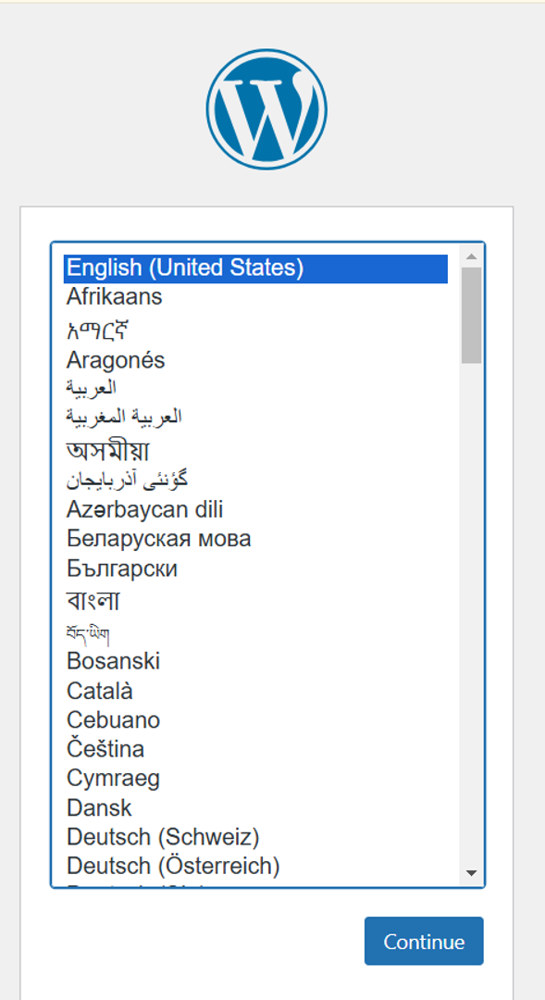 English (United States)
Afrikaans
አማርኛ
Aragonés
العربية
العربية المغربية
অসমীয়া
گؤنئی آذربایجان
Azərbaycan dili
Беларуская мова
Български
বাংলা
བོད་ཡིག
Bosanski
Català
Cebuano
Čeština
Cymraeg
Dansk
Deutsch (Schweiz)
Deutsch (Österreich)
Continue